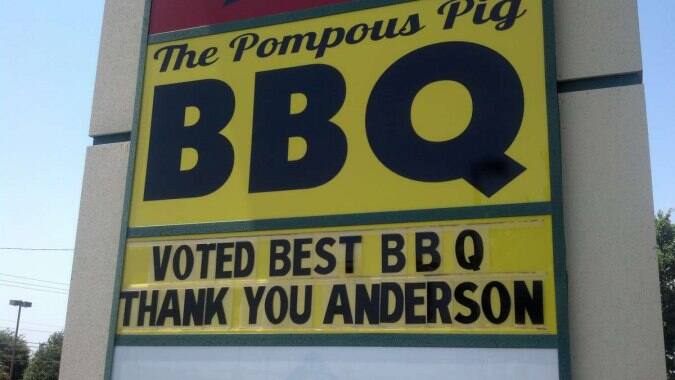 The Pompous Pig
BBQ
VOTED BEST BBQ
THANK YOU ANDERSON